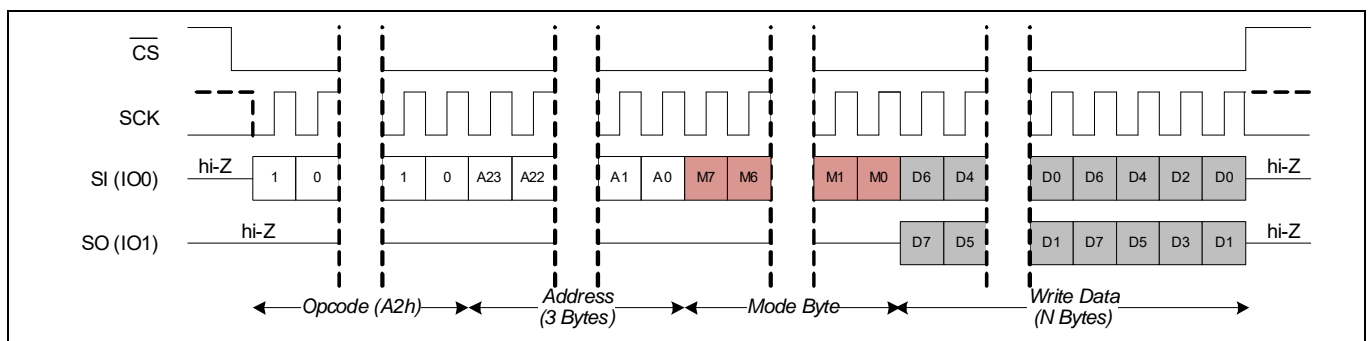 CS
SCK
SI (IO0) hi-Z 1 0 1 0 A23 A22 A1 A0 M7 M6 M1 M0 D6 D4 D0 D6 D4 D2 D0 hi-Z
SO (IO1) hi-Z D7 D5 D1 D7 D5 D3 D1 hi-Z
Opcode (A2h) Address (3 Bytes) Mode Byte Write Data (N Bytes)